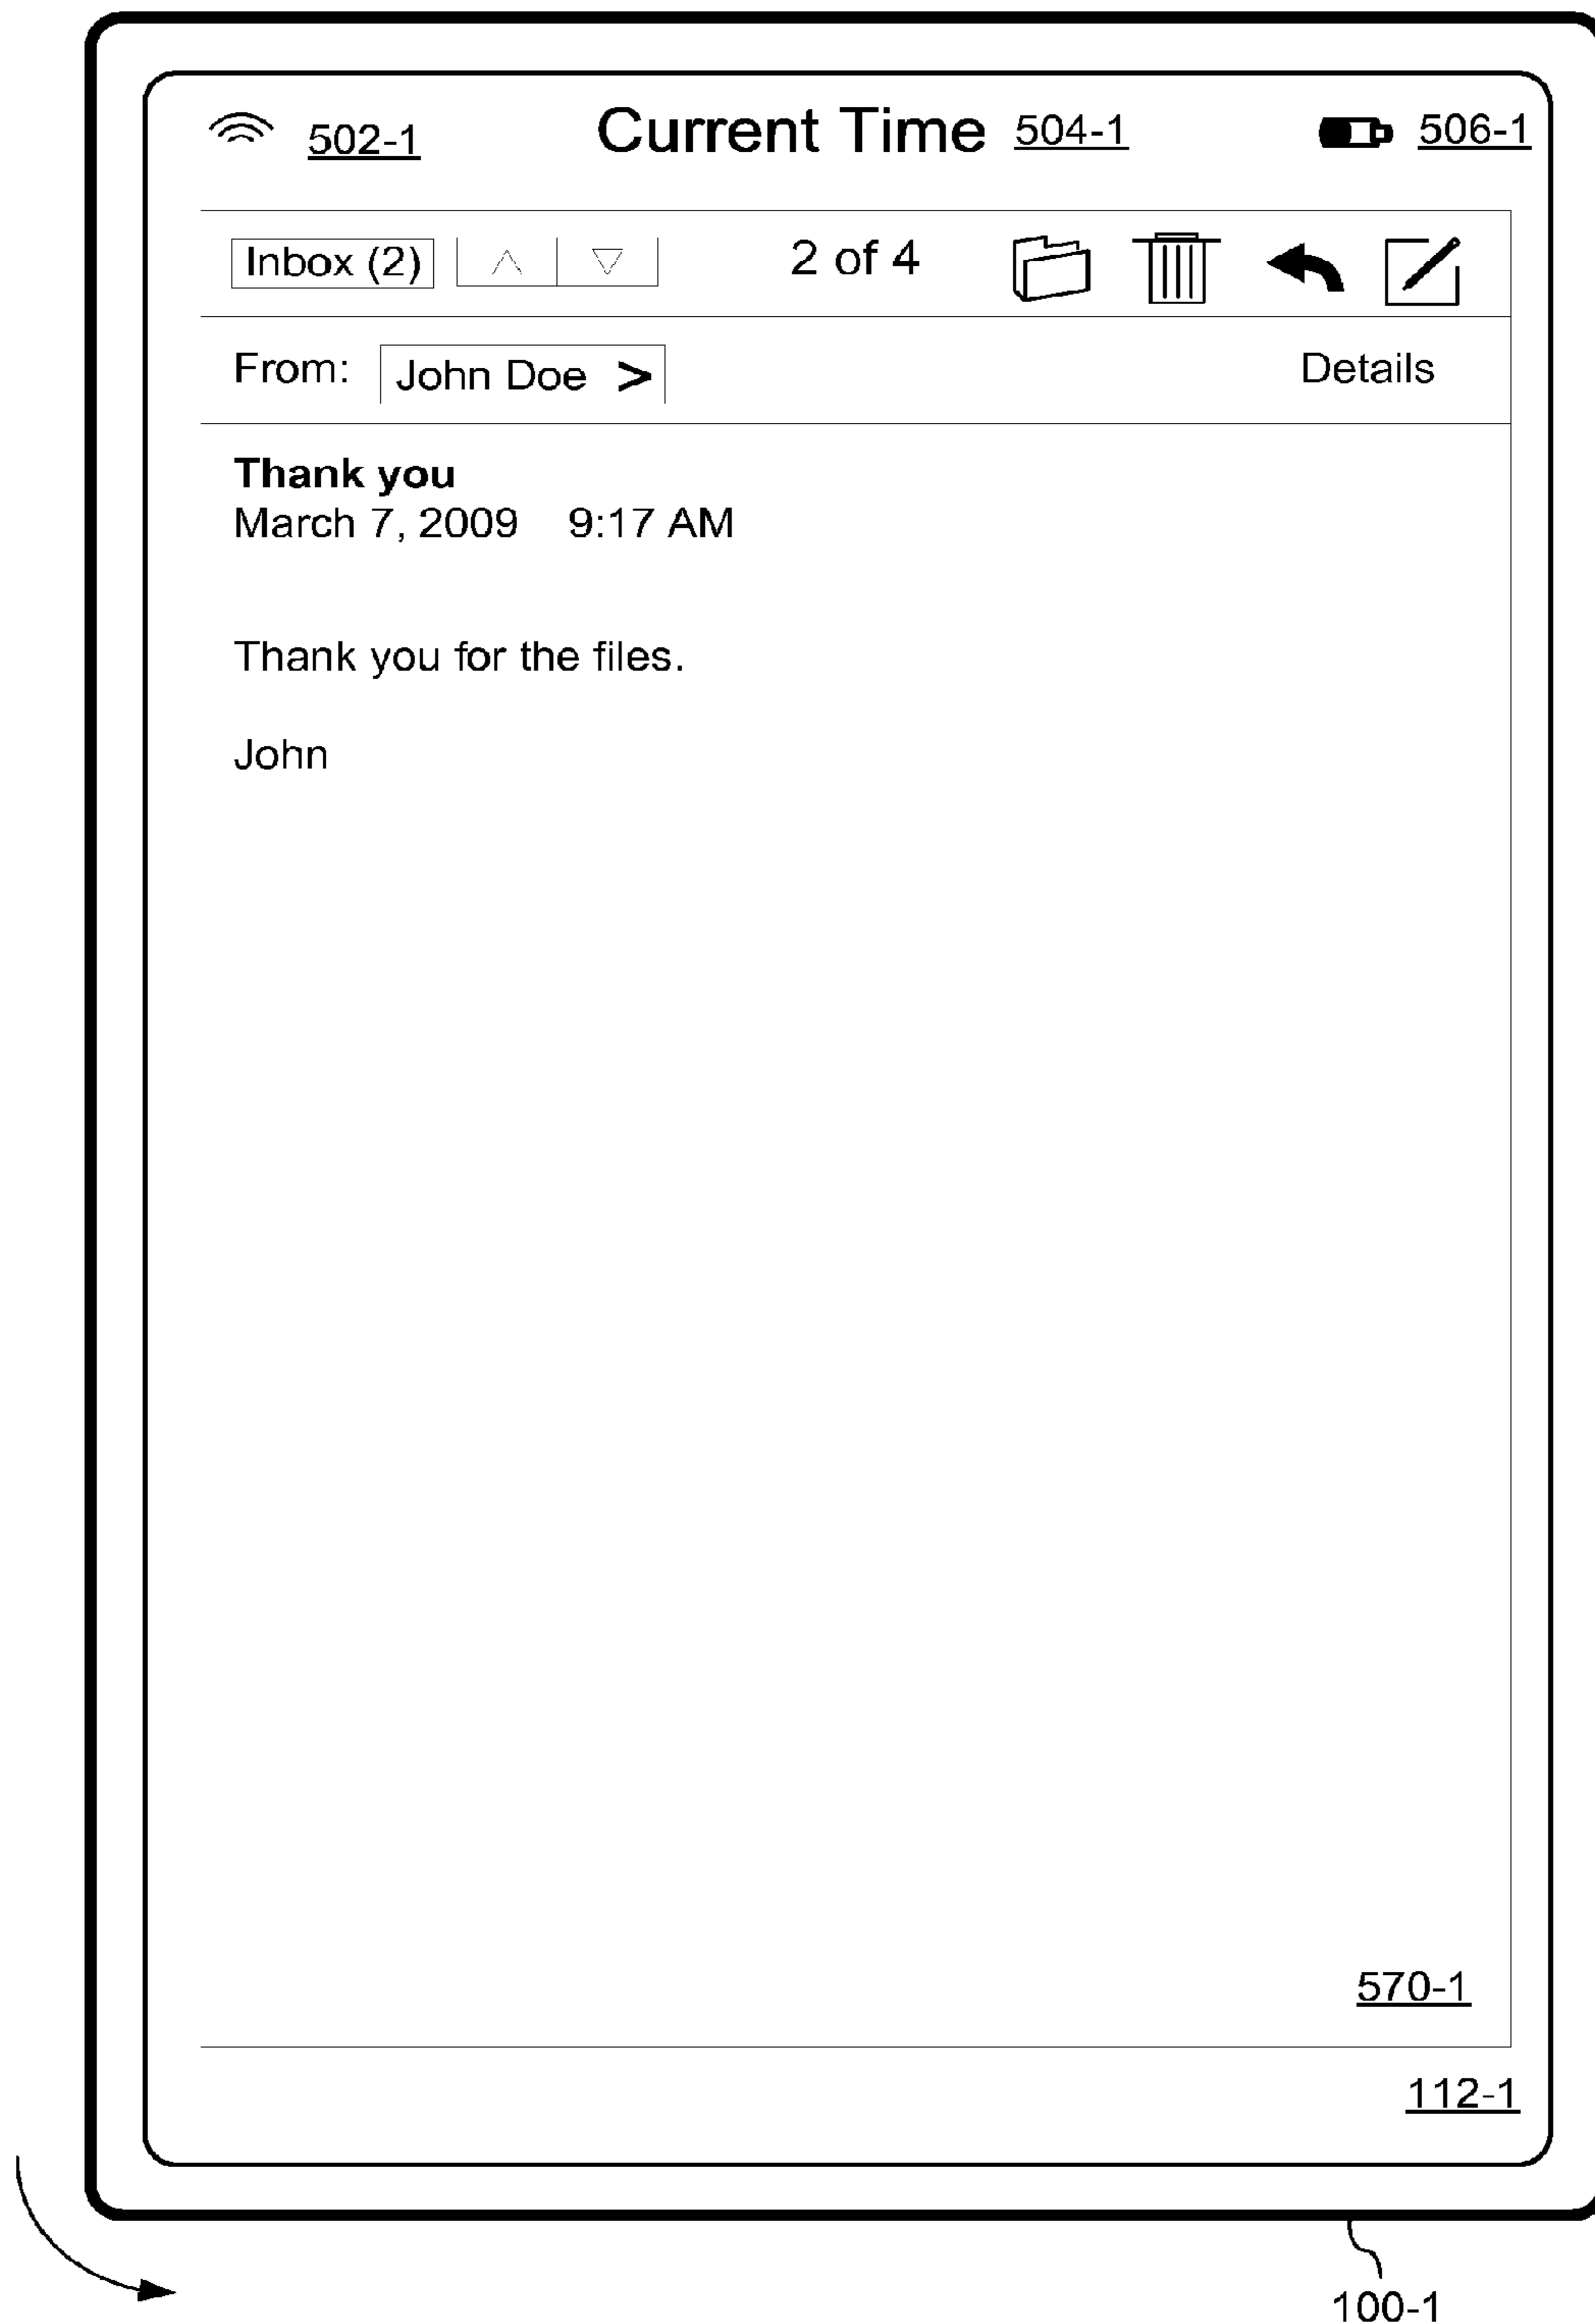 502-1 Current Time 504-1 506-1
Inbox (2) 2 of 4
From: John Doe > Details
Thank you
March 7, 2009 9:17 AM
Thank you for the files.
John
570-1
112-1
100-1